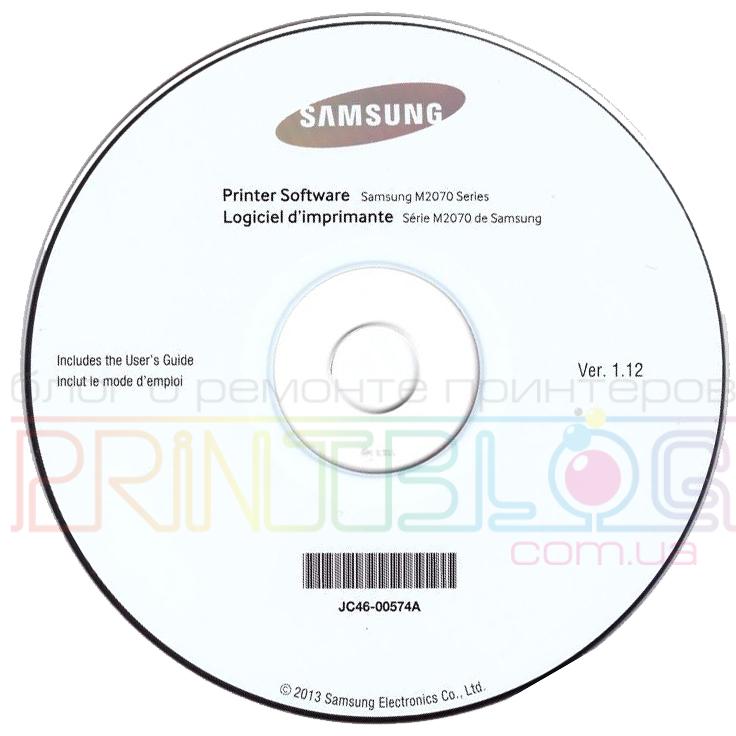 SAMSUNG
Printer Software Samsung M2070 Series
Logiciel d'imprimante Série M2070 de Samsung
Includes the User's Guide
Inclut le mode d'emploi
Ver. 1.12
блог о ремонте принтеров
PRINTBLOG
com.ua
JC46-00574A
© 2013 Samsung Electronics Co., Ltd.